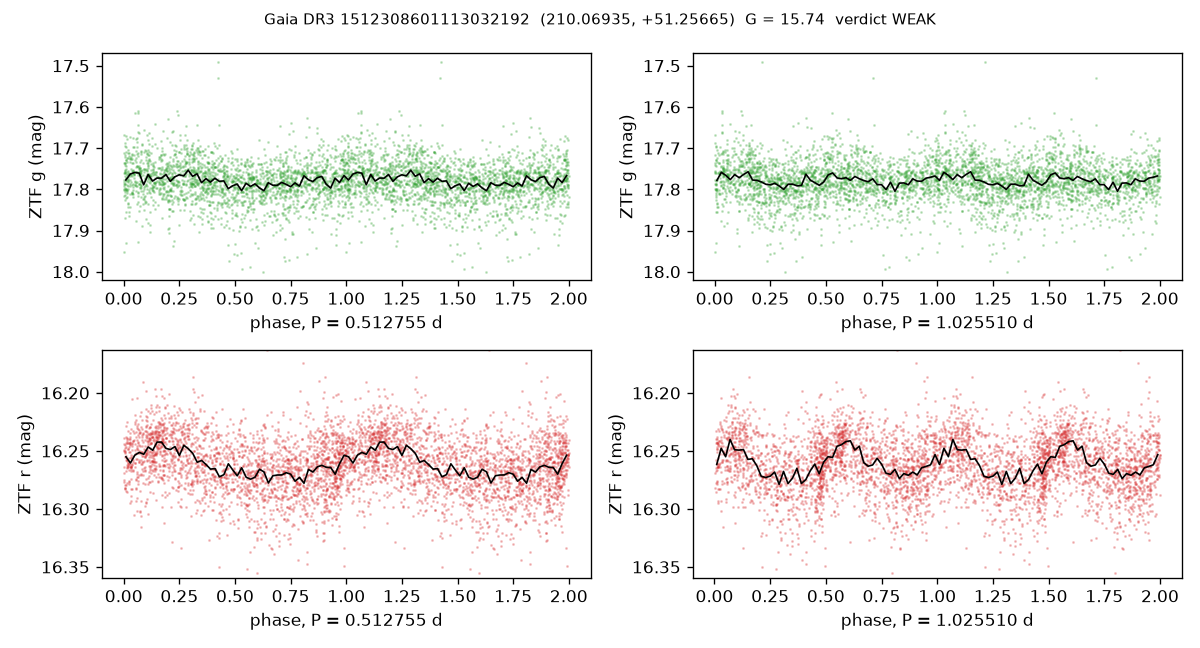 Gaia DR3 1512308601113032192 (210.06935, +51.25665) G = 15.74 verdict WEAK
ZTF g (mag)
17.5
17.6
17.7
17.8
17.9
18.0
0.00 0.25 0.50 0.75 1.00 1.25 1.50 1.75 2.00
phase, P = 0.512755 d
ZTF g (mag)
17.5
17.6
17.7
17.8
17.9
18.0
0.00 0.25 0.50 0.75 1.00 1.25 1.50 1.75 2.00
phase, P = 1.025510 d
ZTF r (mag)
16.20
16.25
16.30
16.35
0.00 0.25 0.50 0.75 1.00 1.25 1.50 1.75 2.00
phase, P = 0.512755 d
ZTF r (mag)
16.20
16.25
16.30
16.35
0.00 0.25 0.50 0.75 1.00 1.25 1.50 1.75 2.00
phase, P = 1.025510 d